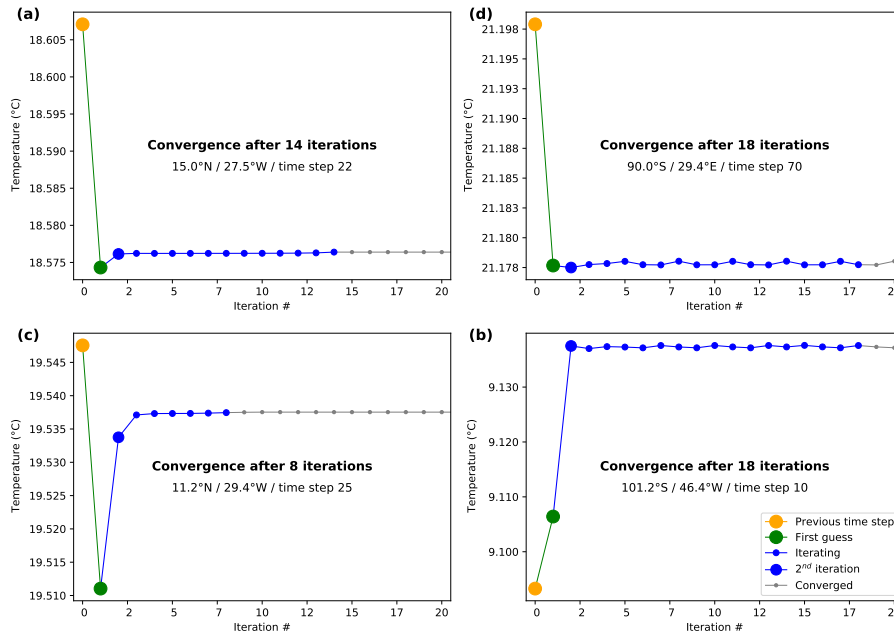 (a)
Temperature (°C)
18.605
18.600
18.595
18.590
18.585
18.580
18.575
Convergence after 14 iterations
15.0°N / 27.5°W / time step 22
0 2 5 7 10 12 15 17 20
Iteration #
(d)
Temperature (°C)
21.198
21.195
21.193
21.190
21.188
21.185
21.183
21.180
21.178
Convergence after 18 iterations
90.0°S / 29.4°E / time step 70
0 2 5 7 10 12 14 17 2
Iteration #
(c)
Temperature (°C)
19.545
19.540
19.535
19.530
19.525
19.520
19.515
19.510
Convergence after 8 iterations
11.2°N / 29.4°W / time step 25
0 2 5 7 10 12 15 17 20
Iteration #
(b)
Temperature (°C)
9.130
9.120
9.110
9.100
Convergence after 18 iterations
101.2°S / 46.4°W / time step 10
Previous time step
First guess
Iterating
2nd iteration
Converged
0 2 5 7 10 12 14 17 2
Iteration #